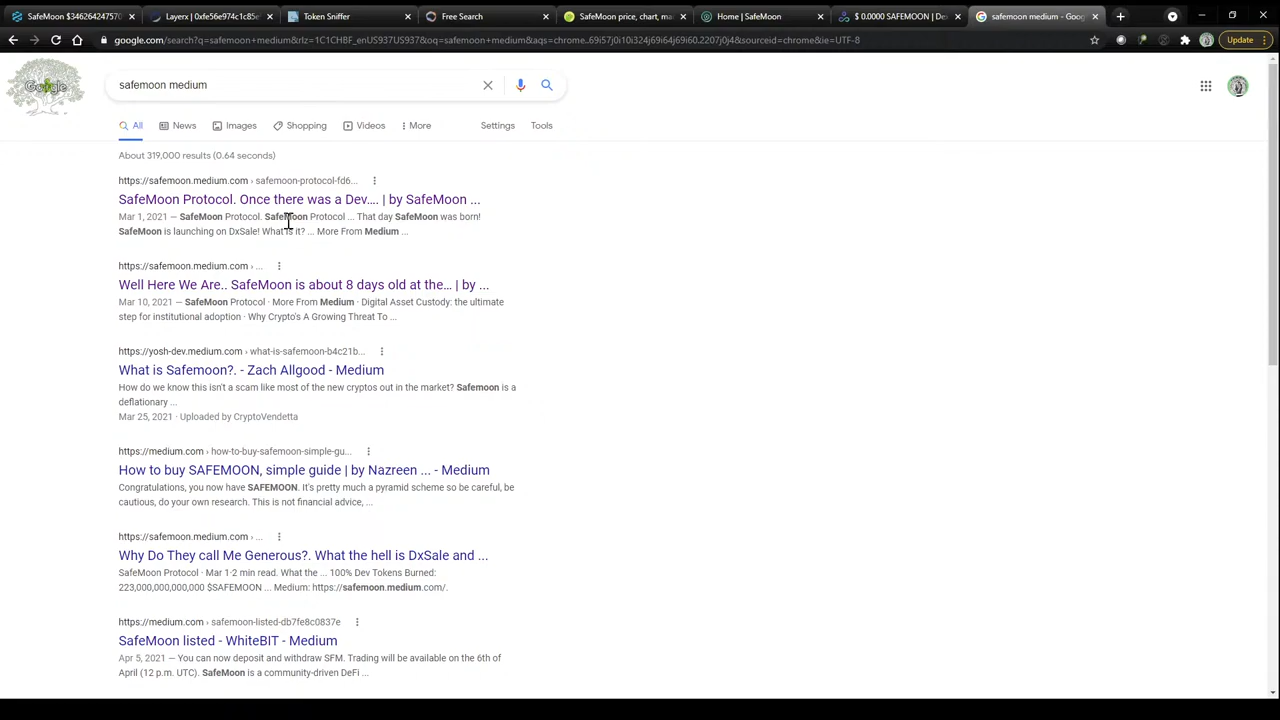 SafeMoon $34626424757
Layerx | 0xfe56e974c1c85e
Token Sniffer
Free Search
SafeMoon price, chart, ma
Home | SafeMoon
$ 0.0000 SAFEMOON | De
safemoon medium - Goog
google.com/search?q=safemoon+medium&rlz=1C1CHBF_enUS937US937&oq=safemoon+medium&aqs=chrome..69i57j0i10i324j69i64j69i60.2207j0j4&sourceid=chrome&ie=UTF-8
Update
Google
safemoon medium
All
News
Images
Shopping
Videos
More
Settings
Tools
About 319,000 results (0.64 seconds)
https://safemoon.medium.com › safemoon-protocol-fd6...
SafeMoon Protocol. Once there was a Dev.... | by SafeMoon ...
Mar 1, 2021 — SafeMoon Protocol. SafeMoon Protocol ... That day SafeMoon was born!
SafeMoon is launching on DxSale! What is it? ... More From Medium ...
https://safemoon.medium.com › ...
Well Here We Are.. SafeMoon is about 8 days old at the… | by ...
Mar 10, 2021 — SafeMoon Protocol · More From Medium · Digital Asset Custody: the ultimate
step for institutional adoption · Why Crypto's A Growing Threat To ...
https://yosh-dev.medium.com › what-is-safemoon-b4c21b...
What is Safemoon?. - Zach Allgood - Medium
How do we know this isn't a scam like most of the new cryptos out in the market? Safemoon is a
deflationary ...
Mar 25, 2021 · Uploaded by CryptoVendetta
https://medium.com › how-to-buy-safemoon-simple-gu...
How to buy SAFEMOON, simple guide | by Nazreen ... - Medium
Congratulations, you now have SAFEMOON. It's pretty much a pyramid scheme so be careful, be
cautious, do your own research. This is not financial advice, ...
https://safemoon.medium.com › ...
Why Do They call Me Generous?. What the hell is DxSale and ...
SafeMoon Protocol · Mar 1·2 min read. What the ... 100% Dev Tokens Burned:
223,000,000,000,000 $SAFEMOON ... Medium: https://safemoon.medium.com/.
https://medium.com › safemoon-listed-db7fe8c0837e
SafeMoon listed - WhiteBIT - Medium
Apr 5, 2021 — You can now deposit and withdraw SFM. Trading will be available on the 6th of
April (12 p.m. UTC). SafeMoon is a community-driven DeFi ...